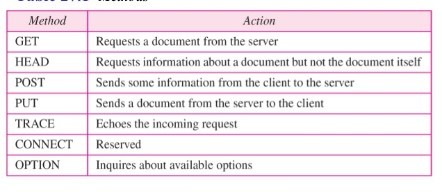 Method Action
GET Requests a document from the server
HEAD Requests information about a document but not the document itself
POST Sends some information from the client to the server
PUT Sends a document from the server to the client
TRACE Echoes the incoming request
CONNECT Reserved
OPTION Inquires about available options